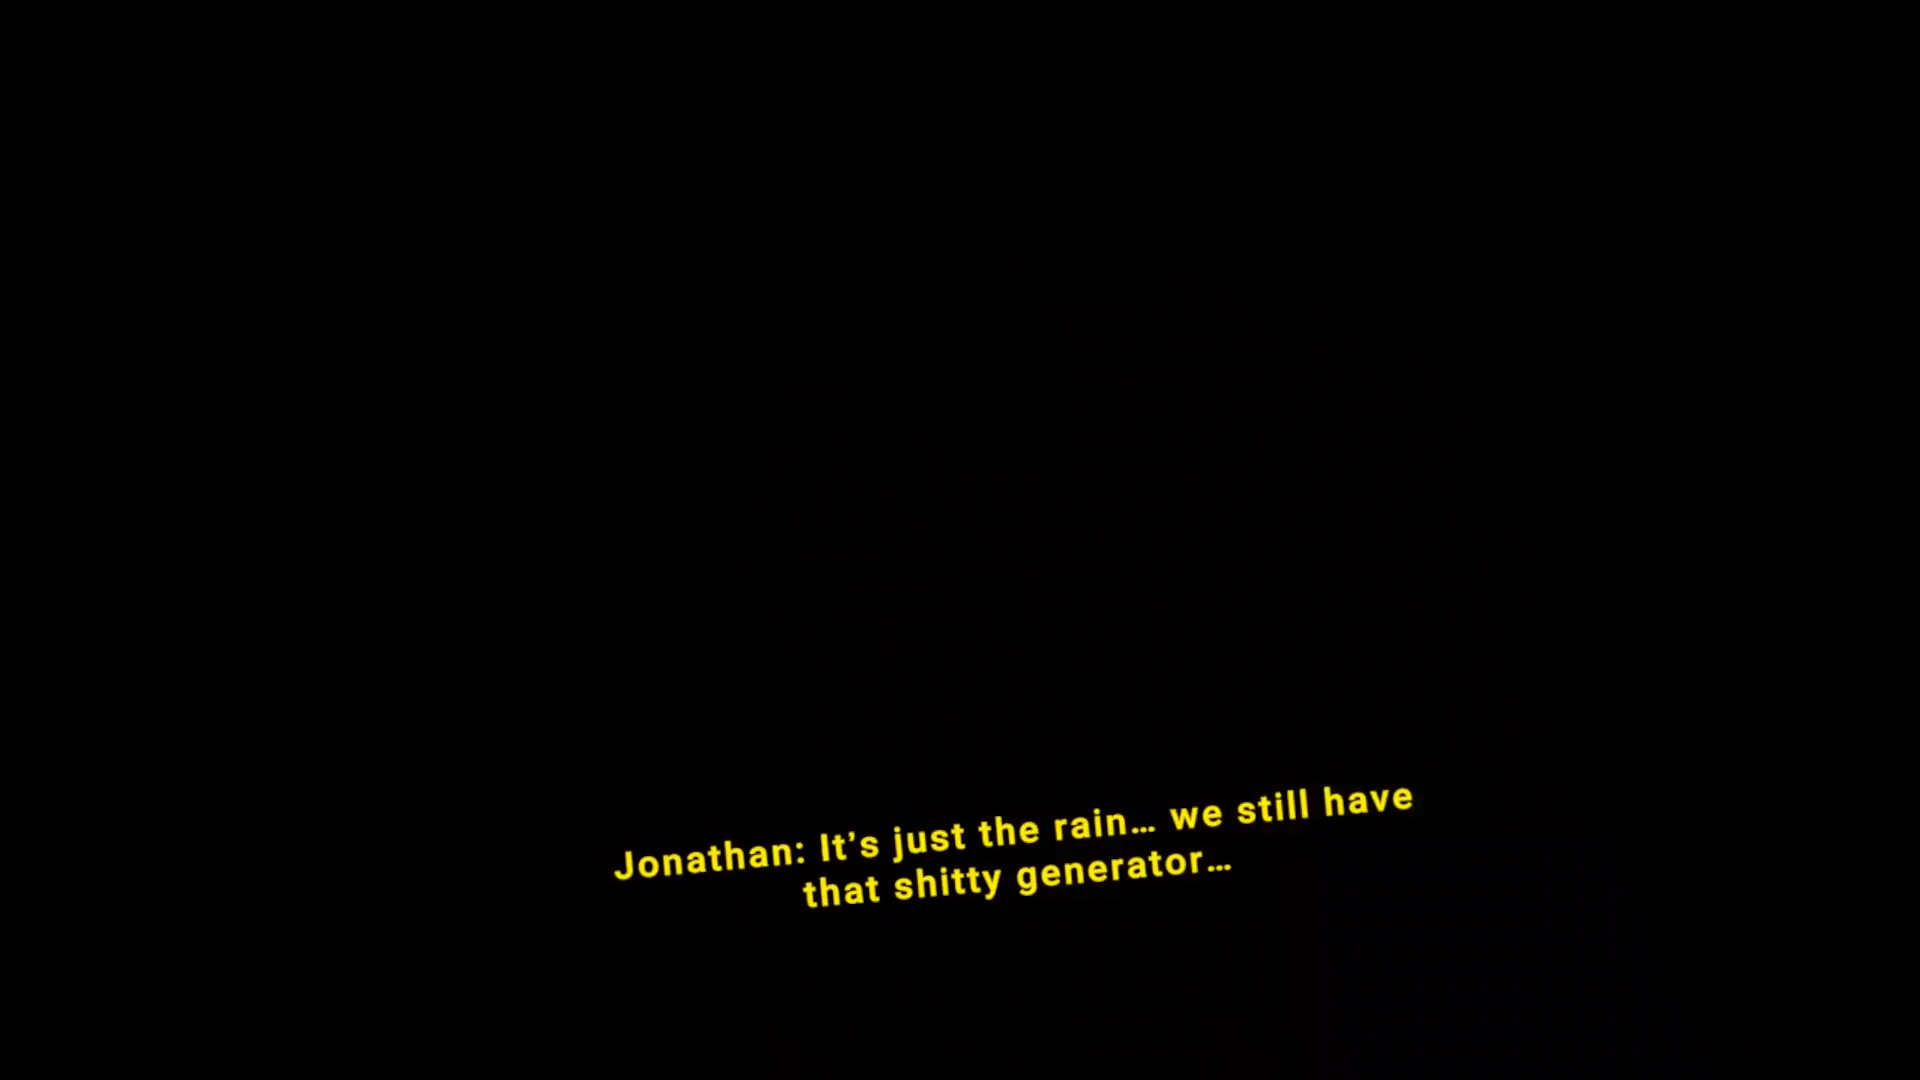 Jonathan: It’s just the rain… we still have
that shitty generator…